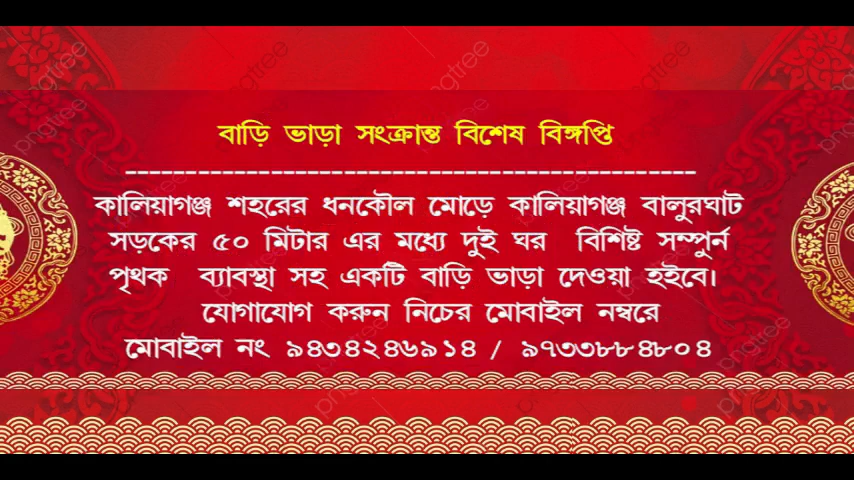 বাড়ি ভাড়া সংক্রান্ত বিশেষ বিঙ্গপ্তি
কালিয়াগঞ্জ শহরের ধনকৌল মোড়ে কালিয়াগঞ্জ বালুরঘাট
সড়কের ৫০ মিটার এর মধ্যে দুই ঘর বিশিষ্ট সম্পুর্ন
পৃথক ব্যাবস্থা সহ একটি বাড়ি ভাড়া দেওয়া হইবে।
যোগাযোগ করুন নিচের মোবাইল নম্বরে
মোবাইল নং ৯৪৩৪২৪৬৯১৪ / ৯৭৩৩৮৮৪৮০৪
pngtree